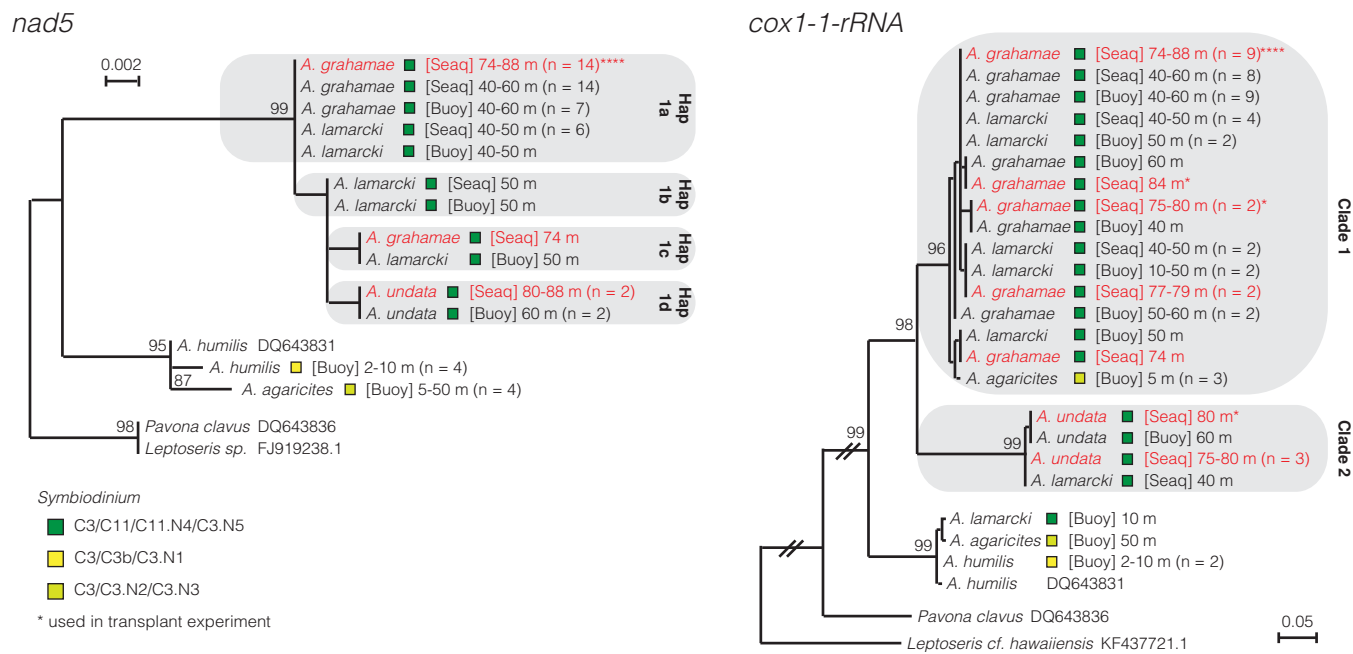 nad5
0.002
99
A. grahamae [Seaq] 74-88 m (n = 14)****
A. grahamae [Seaq] 40-60 m (n = 14)
A. grahamae [Buoy] 40-60 m (n = 7)
A. lamarcki [Seaq] 40-50 m (n = 6)
A. lamarcki [Buoy] 40-50 m
Hap 1a
A. lamarcki [Seaq] 50 m
A. lamarcki [Buoy] 50 m
Hap 1b
A. grahamae [Seaq] 74 m
A. lamarcki [Buoy] 50 m
Hap 1c
A. undata [Seaq] 80-88 m (n = 2)
A. undata [Buoy] 60 m (n = 2)
Hap 1d
95
A. humilis DQ643831
A. humilis [Buoy] 2-10 m (n = 4)
87
A. agaricites [Buoy] 5-50 m (n = 4)
98
Pavona clavus DQ643836
Leptoseris sp. FJ919238.1
Symbiodinium
C3/C11/C11.N4/C3.N5
C3/C3b/C3.N1
C3/C3.N2/C3.N3
* used in transplant experiment
cox1-1-rRNA
A. grahamae [Seaq] 74-88 m (n = 9)****
A. grahamae [Seaq] 40-60 m (n = 8)
A. grahamae [Buoy] 40-60 m (n = 9)
A. lamarcki [Seaq] 40-50 m (n = 4)
A. lamarcki [Buoy] 50 m (n = 2)
A. grahamae [Buoy] 60 m
A. grahamae [Seaq] 84 m*
A. grahamae [Seaq] 75-80 m (n = 2)*
A. grahamae [Buoy] 40 m
96
A. lamarcki [Seaq] 40-50 m (n = 2)
A. lamarcki [Buoy] 10-50 m (n = 2)
A. grahamae [Seaq] 77-79 m (n = 2)
A. grahamae [Buoy] 50-60 m (n = 2)
98
A. lamarcki [Buoy] 50 m
A. grahamae [Seaq] 74 m
A. agaricites [Buoy] 5 m (n = 3)
Clade 1
99
A. undata [Seaq] 80 m*
A. undata [Buoy] 60 m
99
A. undata [Seaq] 75-80 m (n = 3)
A. lamarcki [Seaq] 40 m
Clade 2
A. lamarcki [Buoy] 10 m
99
A. agaricites [Buoy] 50 m
A. humilis [Buoy] 2-10 m (n = 2)
A. humilis DQ643831
Pavona clavus DQ643836
Leptoseris cf. hawaiiensis KF437721.1
0.05